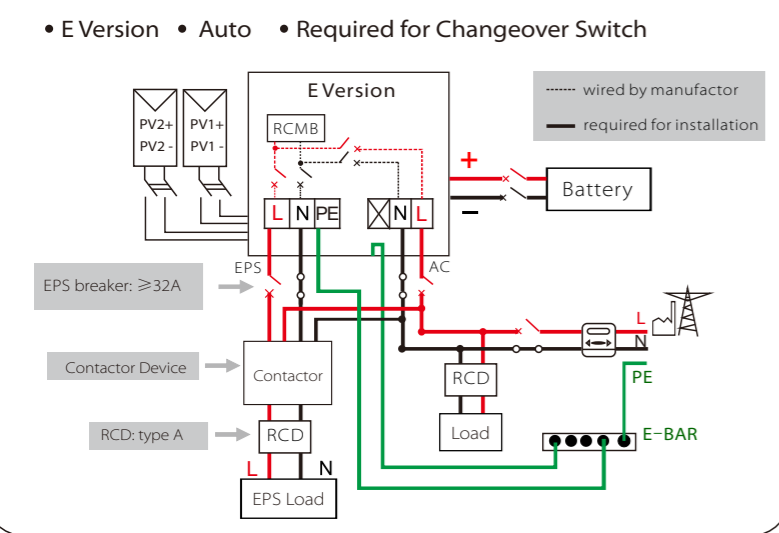 • E Version • Auto • Required for Changeover Switch
E Version
wired by manufactor
required for installation
RCMB
PV2+
PV2 -
PV1+
PV1 -
+
−
Battery
L N PE
N L
EPS
AC
EPS breaker: ≥32A
L
N
Contactor Device
Contactor
RCD
PE
RCD: type A
RCD
Load
E-BAR
L N
EPS Load